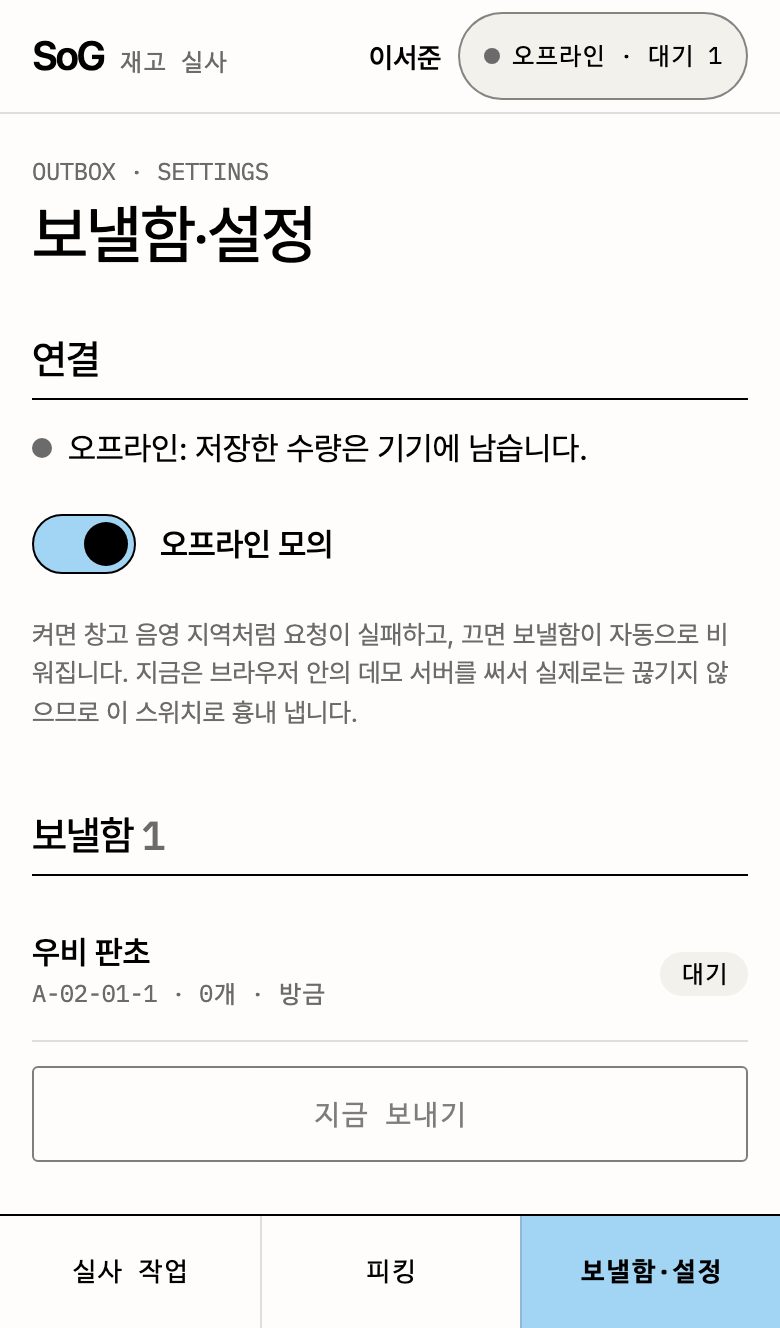 SoG 재고 실사
이서준
오프라인 · 대기 1
OUTBOX · SETTINGS
보낼함·설정
연결
오프라인: 저장한 수량은 기기에 남습니다.
오프라인 모의
켜면 창고 음영 지역처럼 요청이 실패하고, 끄면 보낼함이 자동으로 비
워집니다. 지금은 브라우저 안의 데모 서버를 써서 실제로는 끊기지 않
으므로 이 스위치로 흉내 냅니다.
보낼함 1
우비 판초
A-02-01-1 · 0개 · 방금
대기
지금 보내기
실사 작업
피킹
보낼함·설정